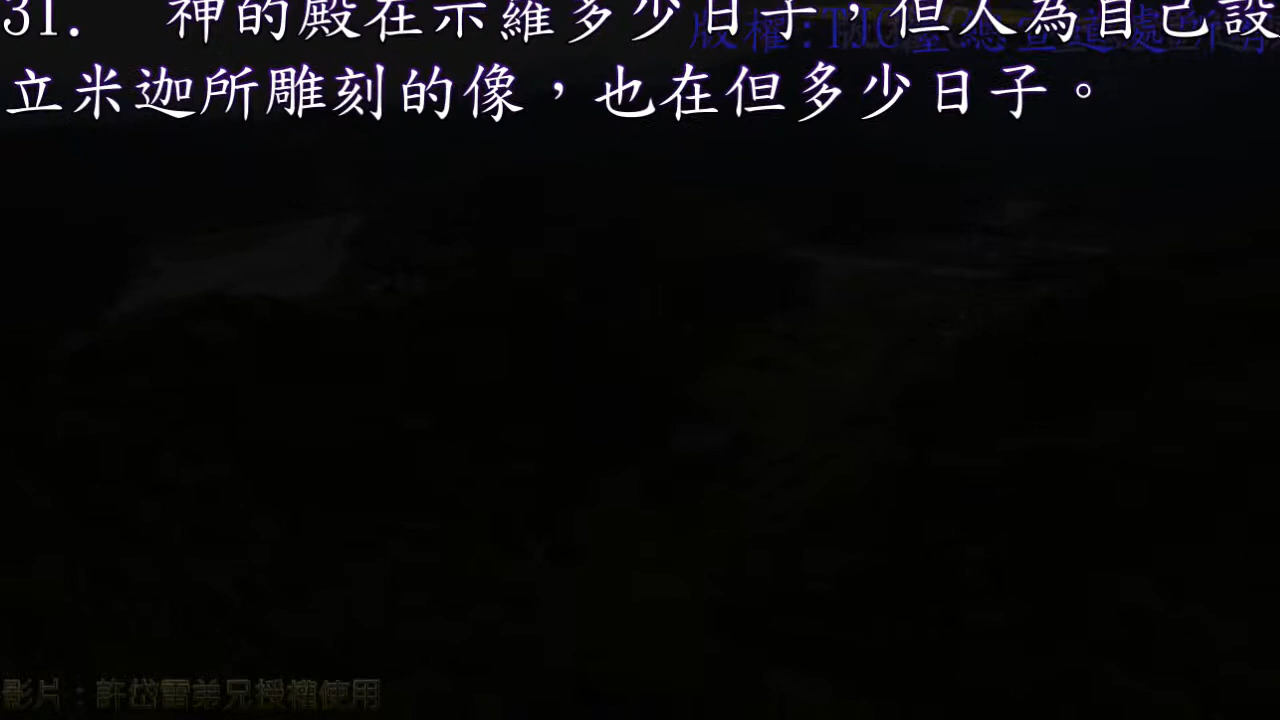 31. 神的殿在示羅多少日子，但人為自己設
立米迦所雕刻的像，也在但多少日子。
影片：許岱雷弟兄授權使用